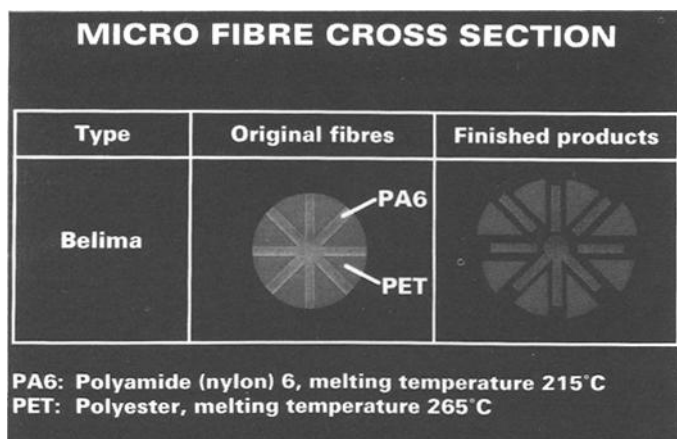 MICRO FIBRE CROSS SECTION
Type
Original fibres
Finished products
Belima
PA6
PET
PA6: Polyamide (nylon) 6, melting temperature 215°C
PET: Polyester, melting temperature 265°C